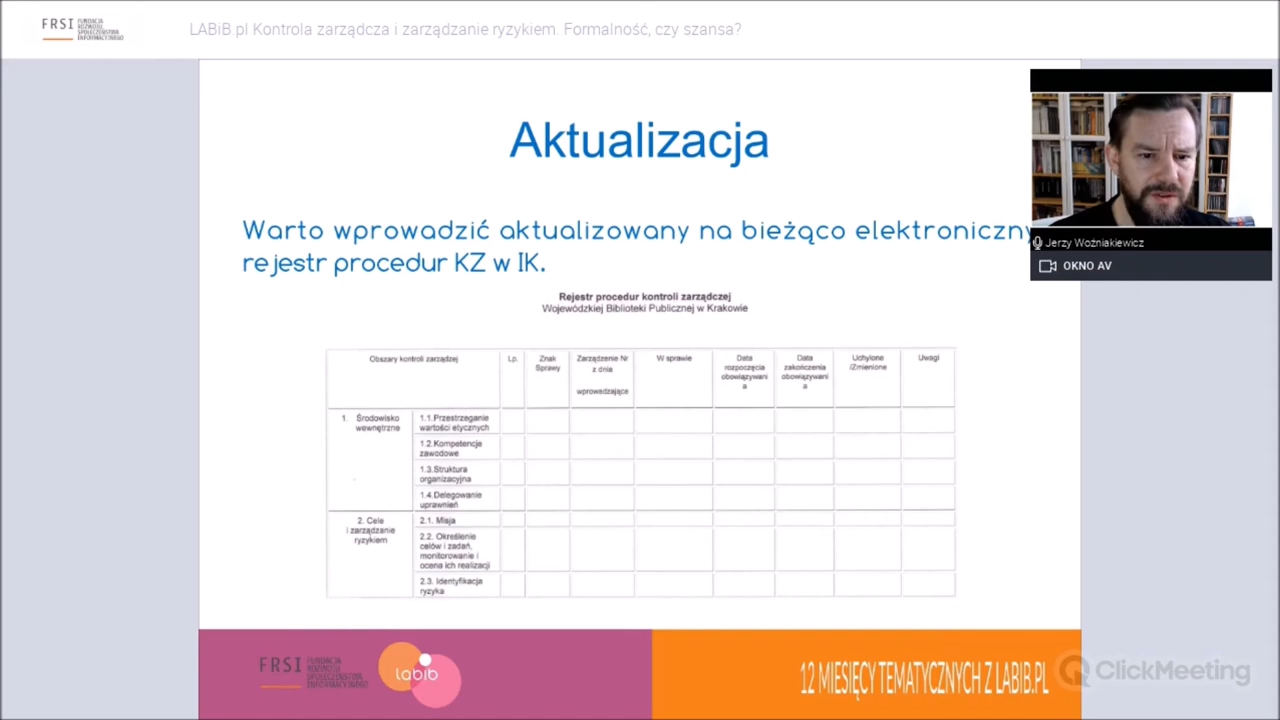 FRSI FUNDACJA
ROZWOJU
SPOŁECZEŃSTWA
INFORMACYJNEGO
LABiB.pl Kontrola zarządcza i zarządzanie ryzykiem. Formalność, czy szansa?
Aktualizacja
Warto wprowadzić aktualizowany na bieżąco elektroniczny
rejestr procedur KZ w IK.
Jerzy Woźniakiewicz
OKNO AV
Rejestr procedur kontroli zarządczej
Wojewódzkiej Biblioteki Publicznej w Krakowie
Obszary kontroli zarządzej
Lp.
Znak
Sprawy
Zarządzenie Nr
z dnia
wprowadzające
W sprawie
Data
rozpoczęcia
obowiązywani
a
Data
zakończenia
obowiązywani
a
Uchylone
/Zmienione
Uwagi
1. Środowisko
wewnętrzne
1.1.Przestrzeganie
wartości etycznych
1.2.Kompetencje
zawodowe
1.3.Struktura
organizacyjna
1.4.Delegowanie
uprawnień
2. Cele
i zarządzanie
ryzykiem
2.1. Misja
2.2. Określenie
celów i zadań,
monitorowanie i
ocena ich realizacji
2.3. Identyfikacja
ryzyka
FRSI FUNDACJA
ROZWOJU
SPOŁECZEŃSTWA
INFORMACYJNEGO
labib
12 MIESIĘCY TEMATYCZNYCH Z LABIB.PL
ClickMeeting